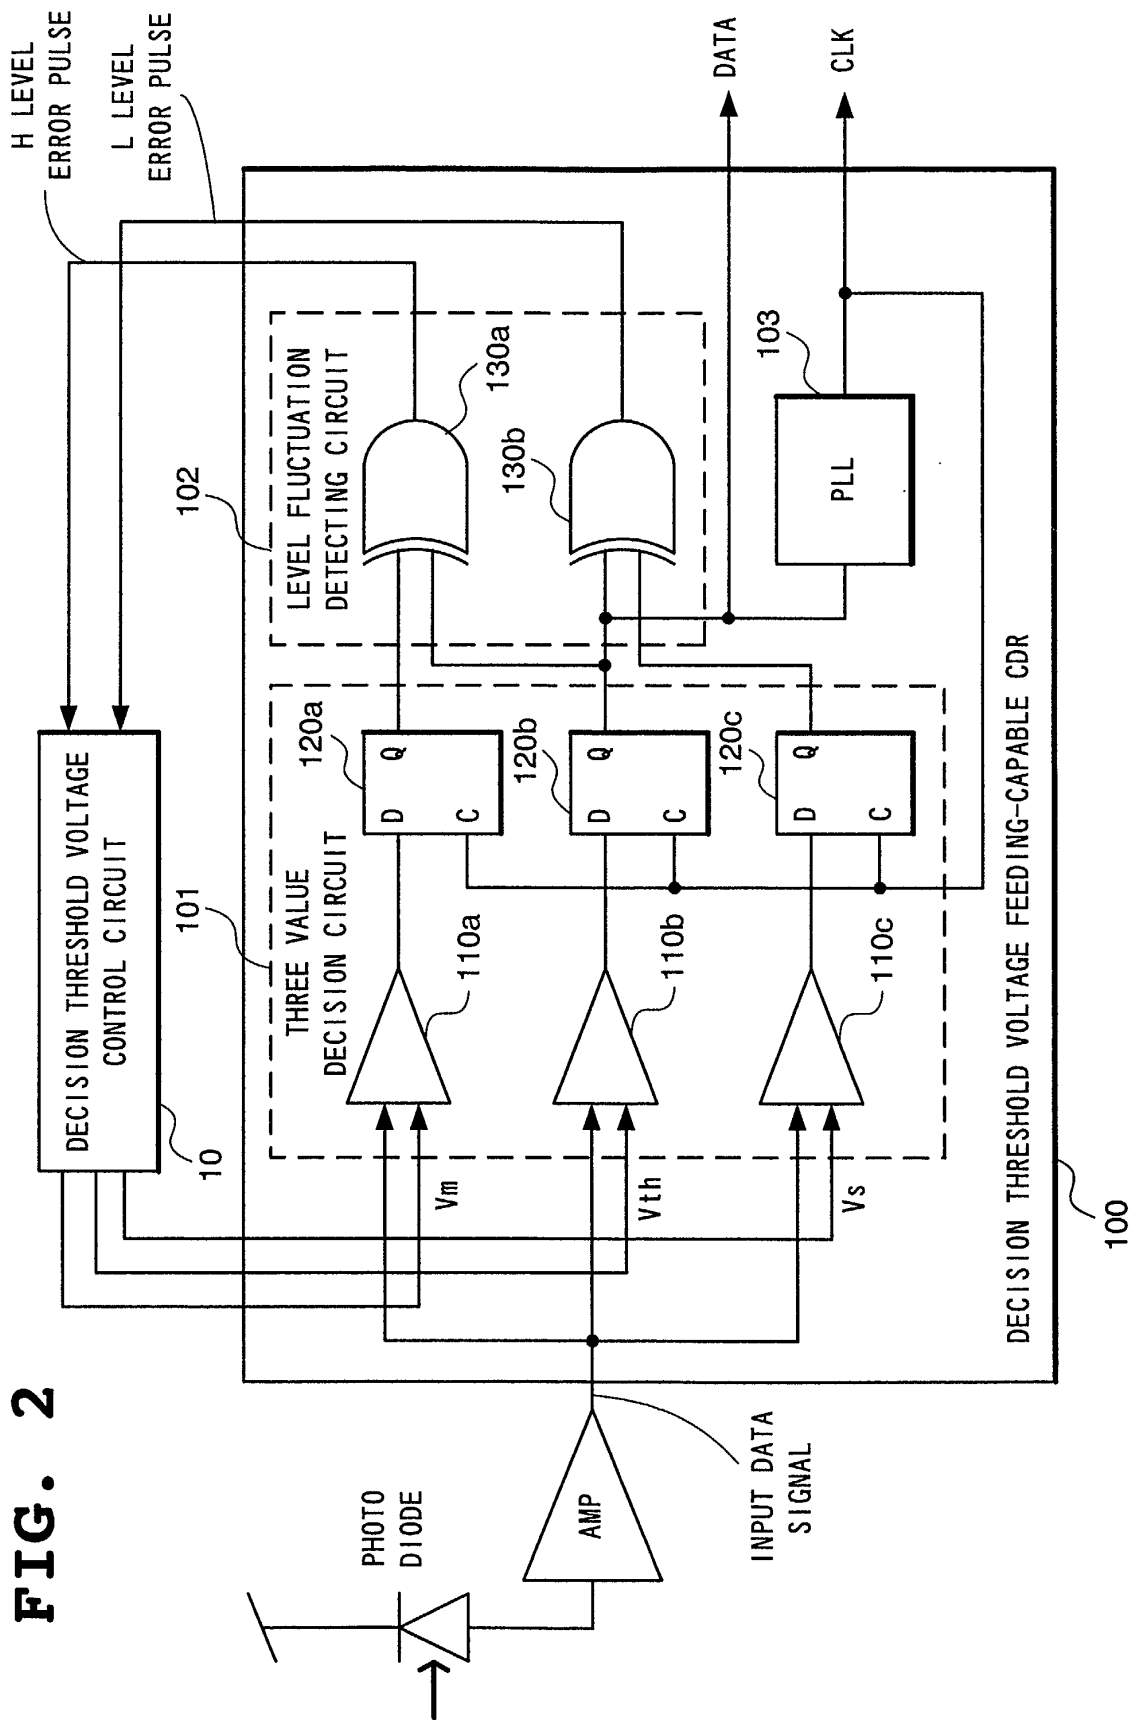 FIG. 2
H LEVEL
ERROR PULSE
L LEVEL
ERROR PULSE
DECISION THRESHOLD VOLTAGE
CONTROL CIRCUIT
10
101
THREE VALUE
DECISION CIRCUIT
102
LEVEL FLUCTUATION
DETECTING CIRCUIT
PHOTO
DIODE
AMP
INPUT DATA
SIGNAL
Vm
Vth
Vs
110a
110b
110c
120a
D
Q
C
120b
D
Q
C
120c
D
Q
C
130a
130b
103
PLL
DATA
CLK
DECISION THRESHOLD VOLTAGE FEEDING-CAPABLE CDR
100